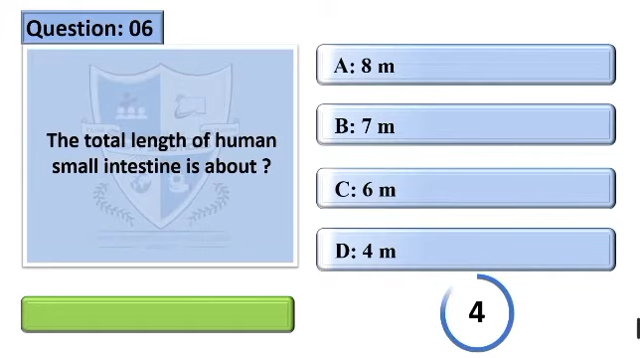 Question: 06
The total length of human
small intestine is about ?
A: 8 m
B: 7 m
C: 6 m
D: 4 m
4